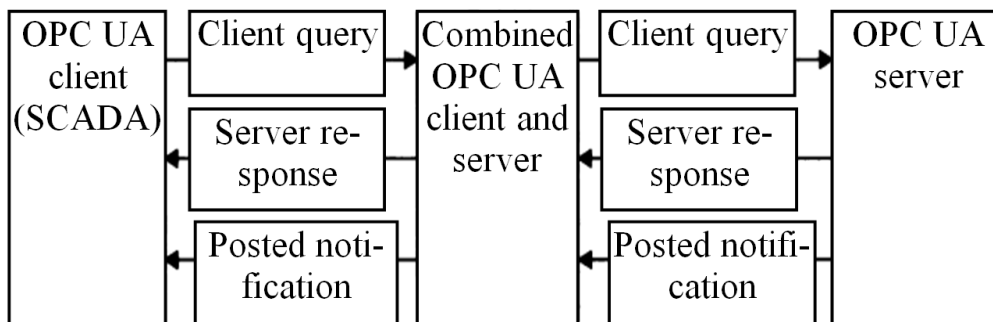 OPC UA
client
(SCADA)
Client query
Server re-
sponse
Posted noti-
fication
Combined
OPC UA
client and
server
Client query
Server re-
sponse
Posted notifi-
cation
OPC UA
server